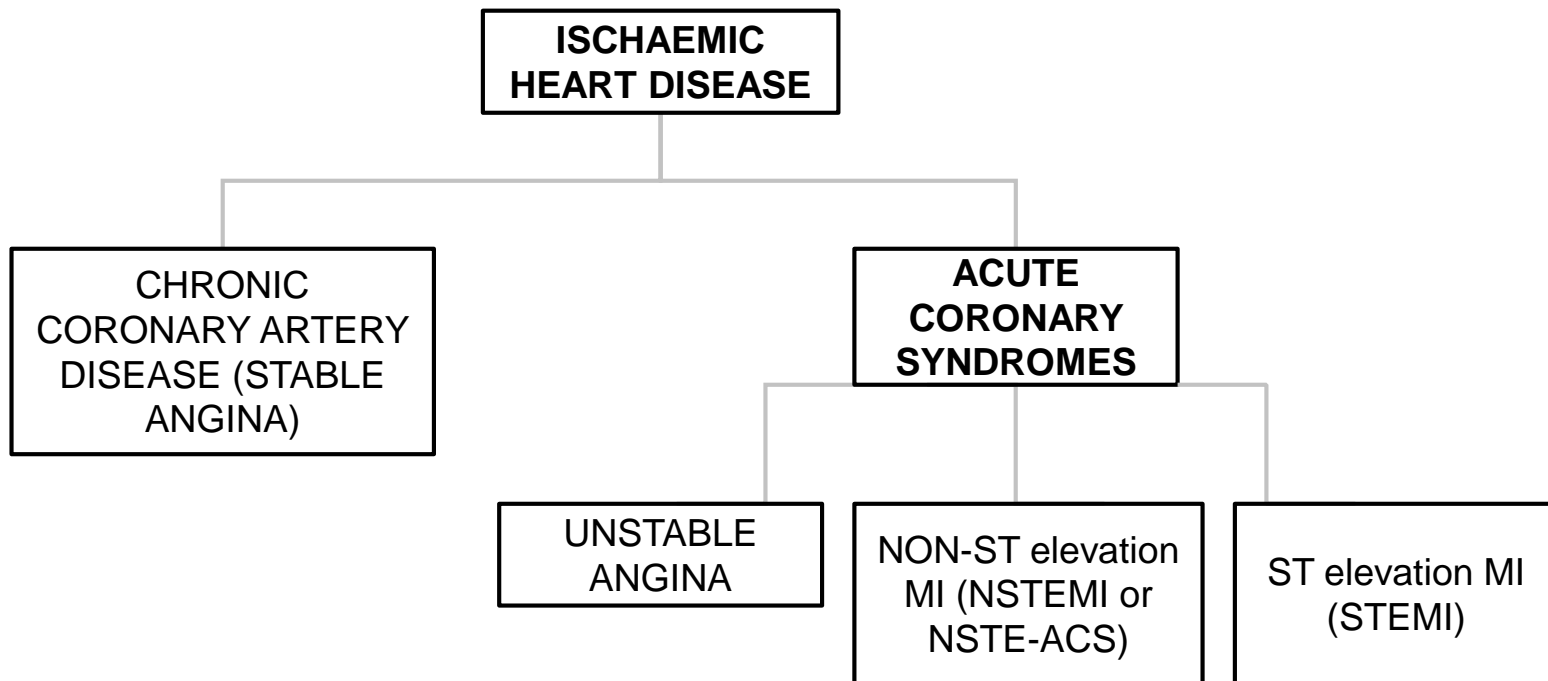 ISCHAEMIC
HEART DISEASE
CHRONIC
CORONARY ARTERY
DISEASE (STABLE
ANGINA)
ACUTE
CORONARY
SYNDROMES
UNSTABLE
ANGINA
NON-ST elevation
MI (NSTEMI or
NSTE-ACS)
ST elevation MI
(STEMI)